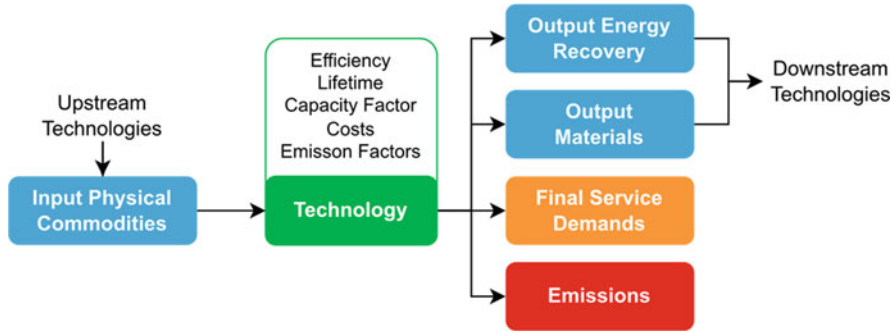 Upstream
Technologies
Input Physical
Commodities
Efficiency
Lifetime
Capacity Factor
Costs
Emisson Factors
Technology
Output Energy
Recovery
Output
Materials
Final Service
Demands
Emissions
Downstream
Technologies